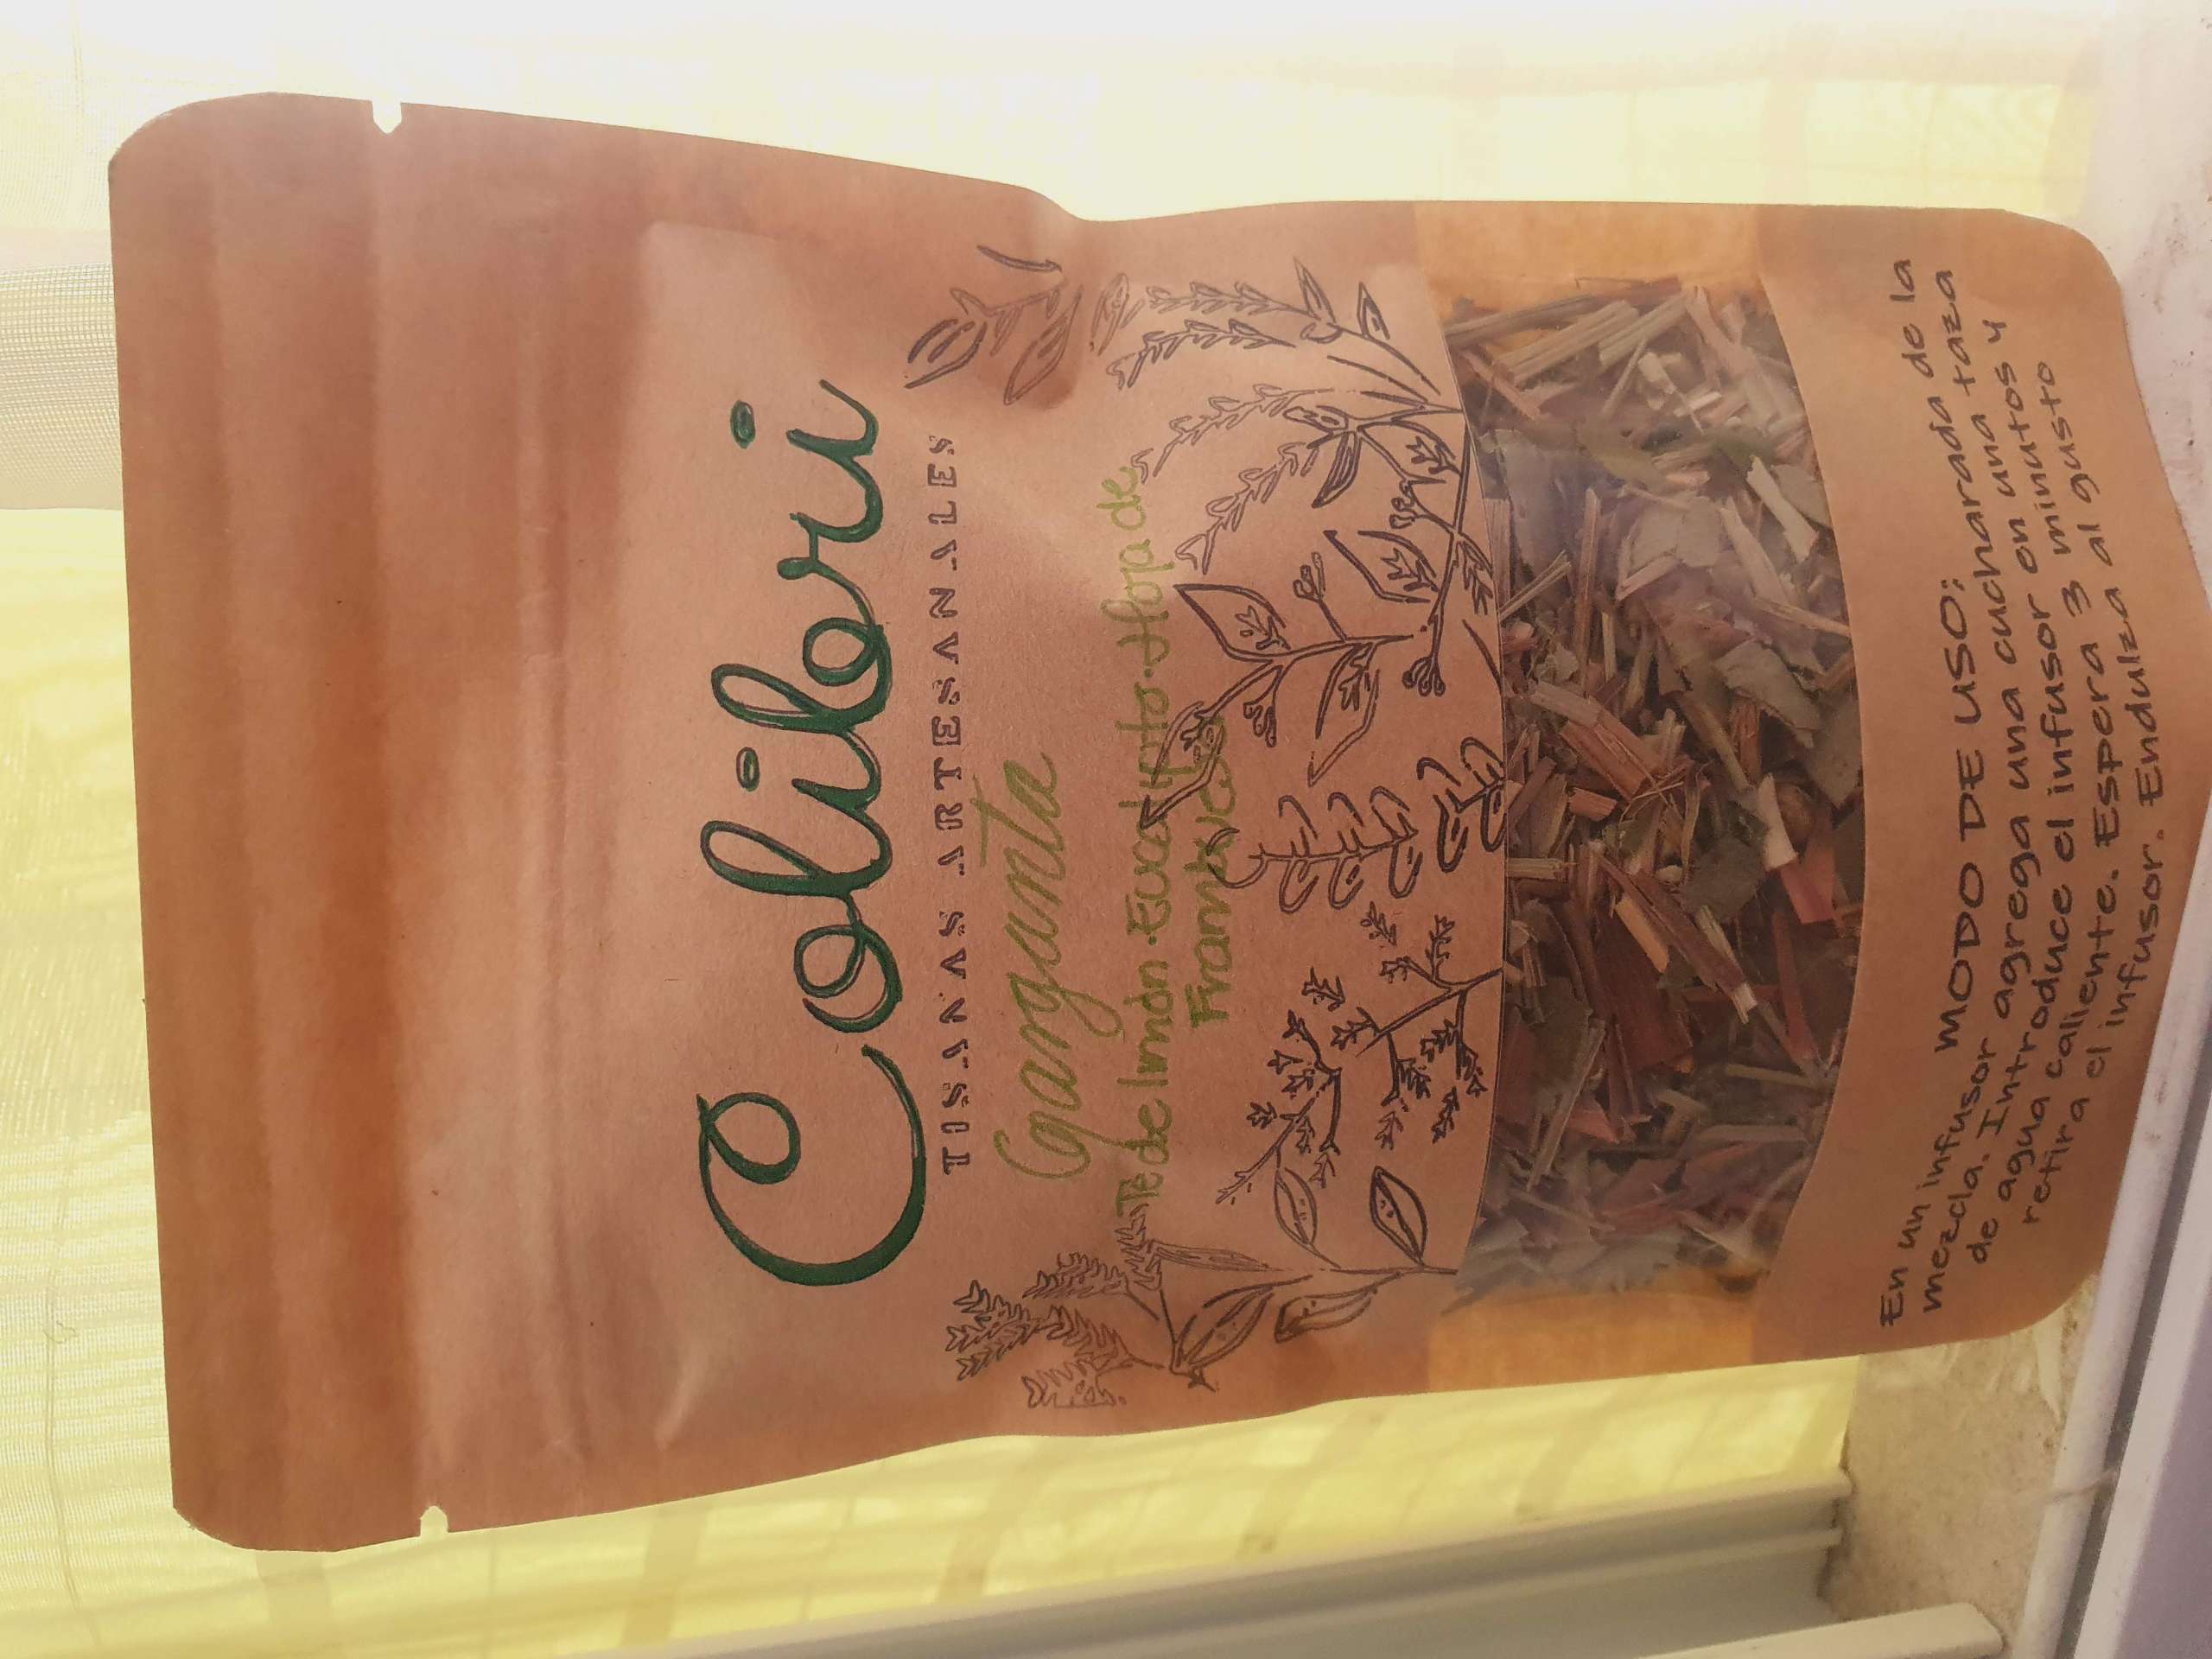 Colibri
TISANAS ARTESANALES
Garganta
Té de limón · Eucalipto · Hoja de
Frambuesa
MODO DE USO:
En un infusor agrega una cucharada de la
mezcla. Introduce el infusor en una taza
de agua caliente. Espera 3 minutos y
retira el infusor. Endulza al gusto